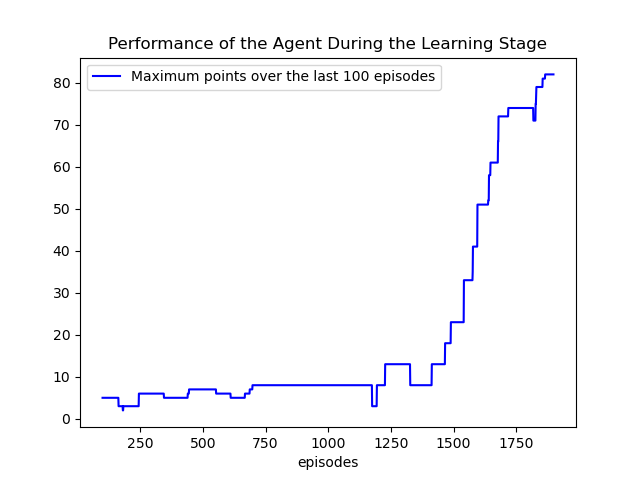 Performance of the Agent During the Learning Stage
Maximum points over the last 100 episodes
80
70
60
50
40
30
20
10
0
250 500 750 1000 1250 1500 1750
episodes